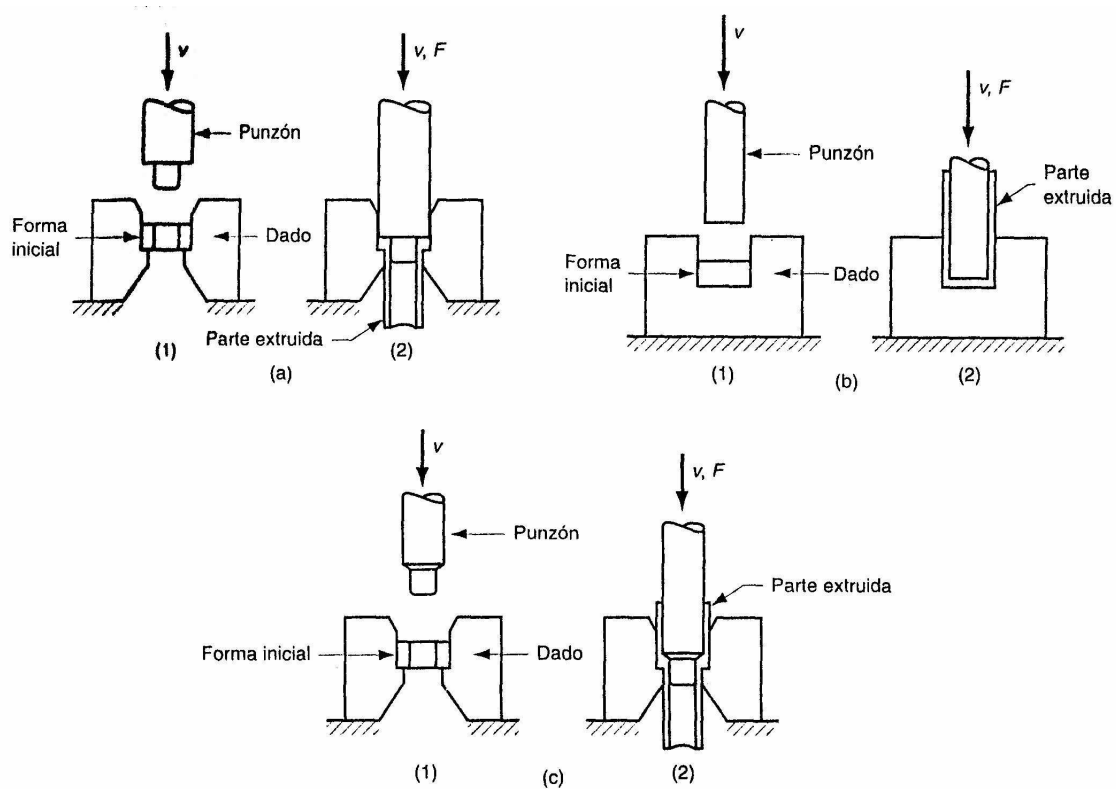 v
v, F
Punzón
Forma
inicial
Dado
Parte extruida
(1)
(2)
(a)
v
v, F
Punzón
Parte
extruida
Forma
inicial
Dado
(1)
(2)
(b)
v
v, F
Punzón
Parte extruida
Forma inicial
Dado
(1)
(2)
(c)